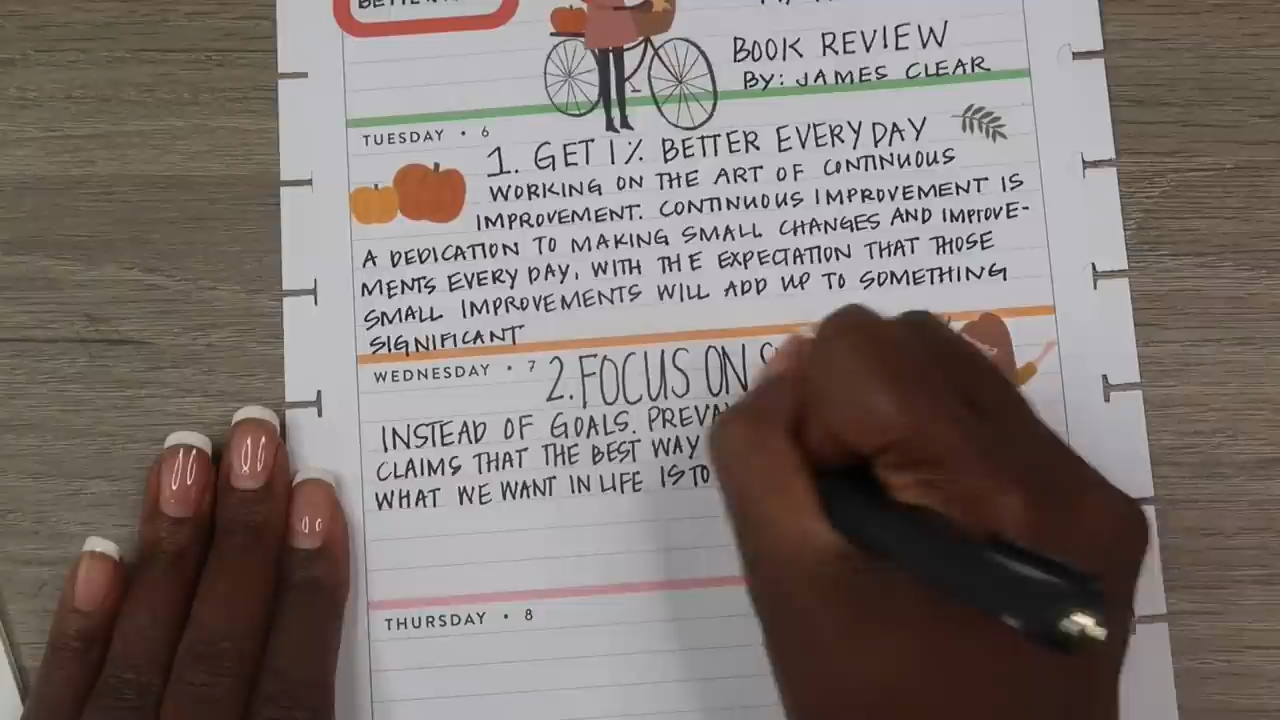 BOOK REVIEW
BY: JAMES CLEAR
TUESDAY • 6
1. GET 1% BETTER EVERYDAY
WORKING ON THE ART OF CONTINUOUS
IMPROVEMENT. CONTINUOUS IMPROVEMENT IS
A DEDICATION TO MAKING SMALL CHANGES AND IMPROVE-
MENTS EVERY DAY, WITH THE EXPECTATION THAT THOSE
SMALL IMPROVEMENTS WILL ADD UP TO SOMETHING
SIGNIFICANT
WEDNESDAY • 7
2. FOCUS ON
INSTEAD OF GOALS.
CLAIMS THAT THE BEST WAY
WHAT WE WANT IN LIFE IS TO
THURSDAY • 8